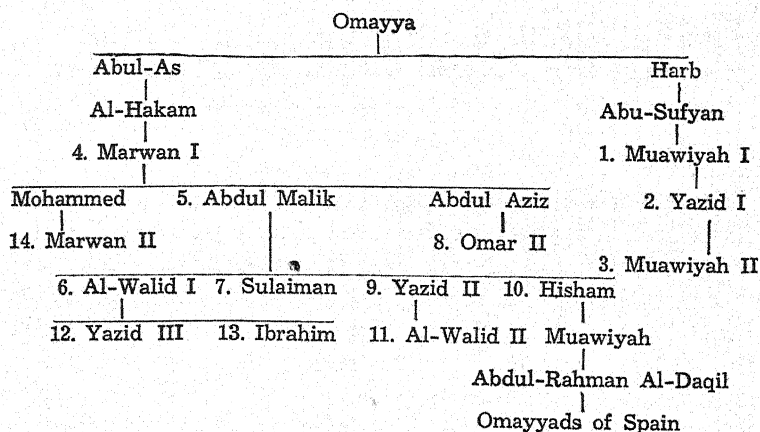 Omayya
Abul-As Harb
Al-Hakam Abu-Sufyan
4. Marwan I 1. Muawiyah I
Mohammed 5. Abdul Malik Abdul Aziz 2. Yazid I
14. Marwan II 8. Omar II
3. Muawiyah II
6. Al-Walid I 7. Sulaiman 9. Yazid II 10. Hisham
12. Yazid III 13. Ibrahim 11. Al-Walid II Muawiyah
Abdul-Rahman Al-Daqil
Omayyads of Spain